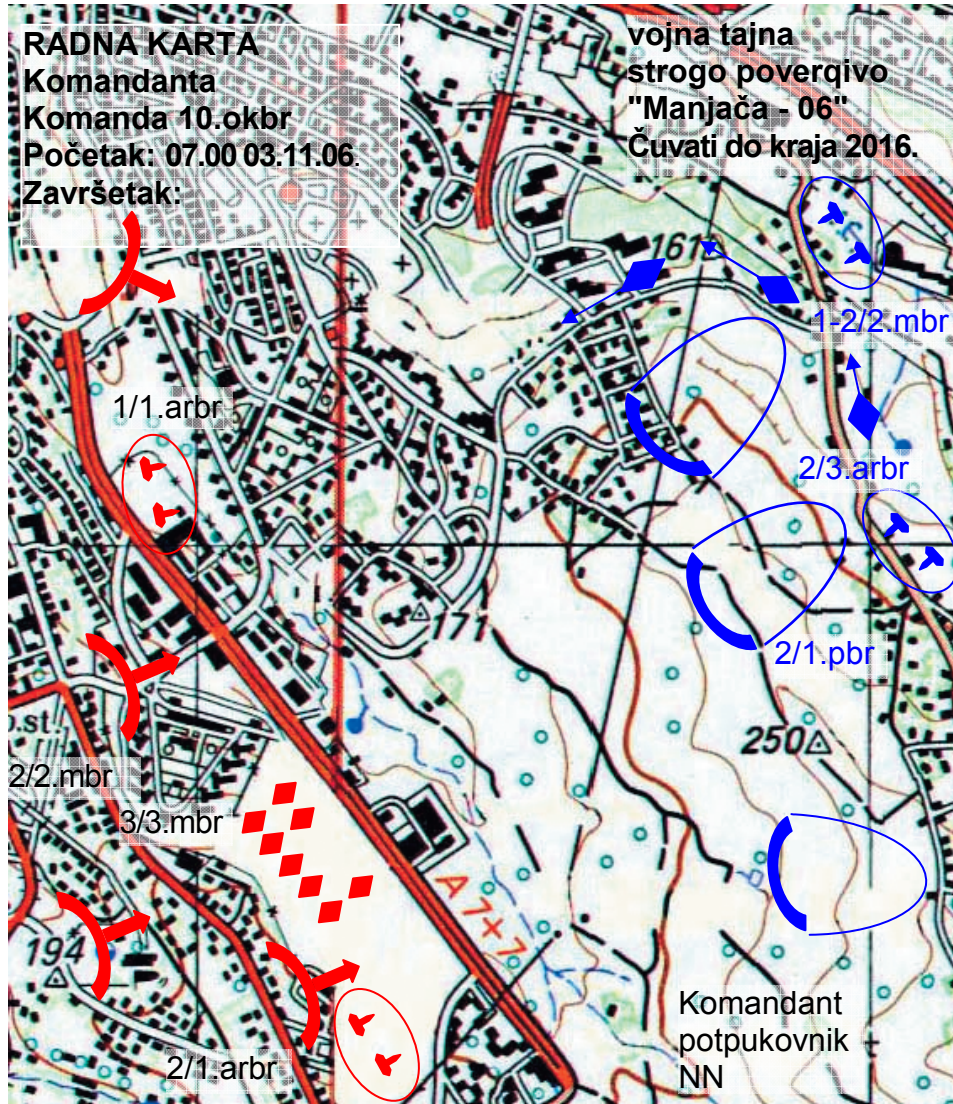 RADNA KARTA
Komandanta
Komanda 10.okbr
Početak: 07.00 03.11.06.
Završetak:
vojna tajna
strogo poverqivo
"Manjača - 06"
Čuvati do kraja 2016.
161
1-2/2.mbr
1/1.arbr
2/3.arbr
171
2/1.pbr
o.st.
250
2/2.mbr
3/3.mbr
A 7x7
194
2/1.arbr
Komandant
potpukovnik
NN